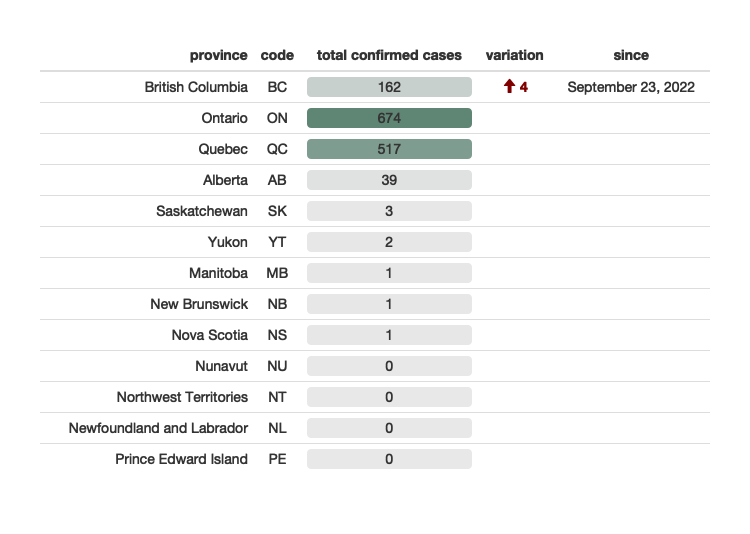 province code total confirmed cases variation since
British Columbia BC 162 ↑ 4 September 23, 2022
Ontario ON 674
Quebec QC 517
Alberta AB 39
Saskatchewan SK 3
Yukon YT 2
Manitoba MB 1
New Brunswick NB 1
Nova Scotia NS 1
Nunavut NU 0
Northwest Territories NT 0
Newfoundland and Labrador NL 0
Prince Edward Island PE 0